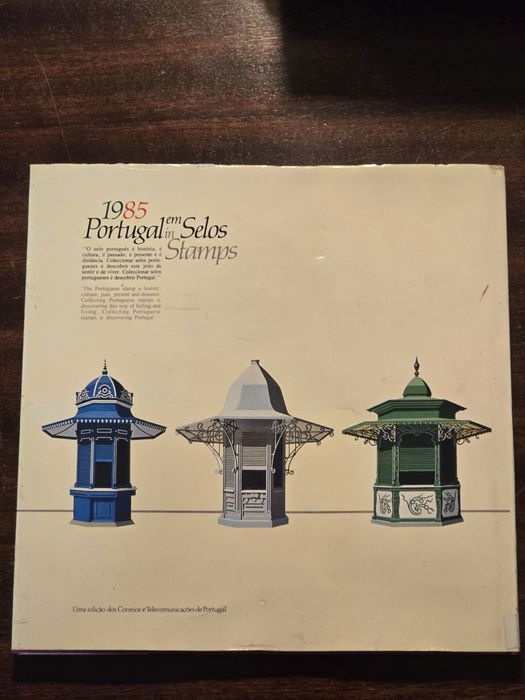 1985
Portugal em Selos
in Stamps
"O selo português é história, é
cultura, é passado, é presente e é
distância. Coleccionar selos portu-
gueses é descobrir este jeito de
sentir e de viver. Coleccionar selos
portugueses é descobrir Portugal."
"The Portuguese stamp is history,
culture, past, present and distance.
Collecting Portuguese stamps is
discovering this way of feeling and
living. Collecting Portuguese
stamps is discovering Portugal."
Uma edição dos Correios e Telecomunicações de Portugal